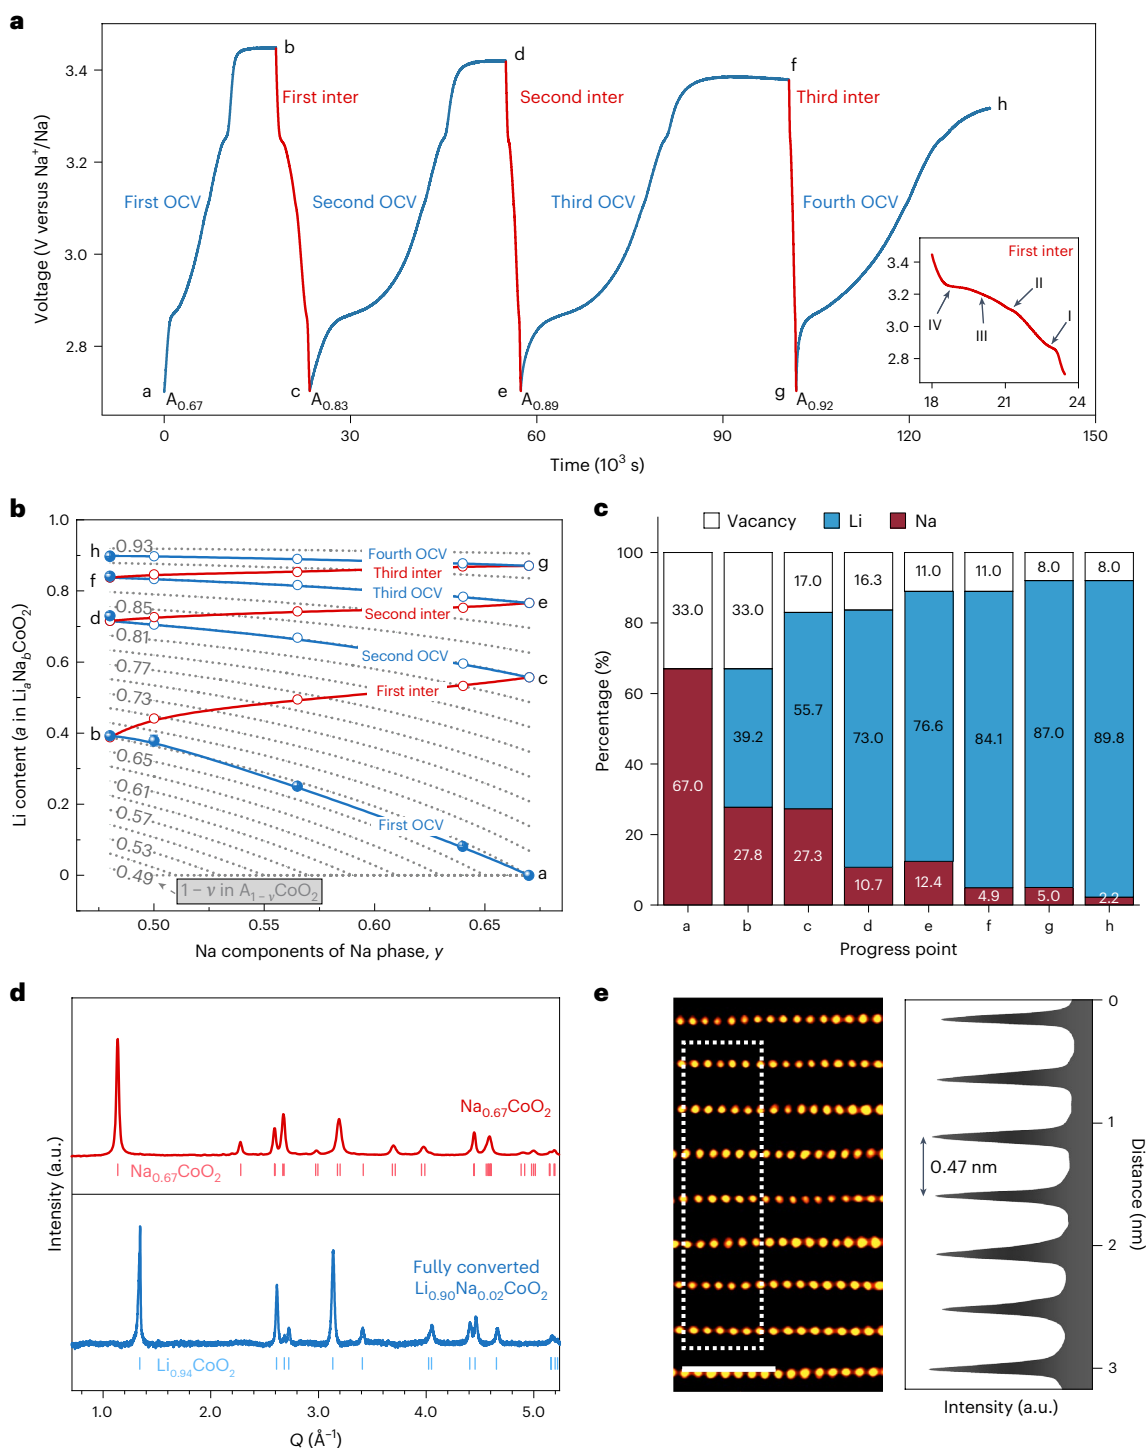 a
Voltage (V versus Na⁺/Na)
3.4
3.2
3.0
2.8
b
d
f
h
First inter
Second inter
Third inter
First OCV
Second OCV
Third OCV
Fourth OCV
a
A₀.₆₇
c
A₀.₈₃
e
A₀.₈₉
g
A₀.₉₂
First inter
3.4
3.2
3.0
2.8
IV
III
II
I
18
21
24
0
30
60
90
120
150
Time (10³ s)
b
Li content (a in LiₐNa_bCoO₂)
1.0
0.8
0.6
0.4
0.2
0
h
f
d
b
g
e
c
a
0.93
0.85
0.81
0.77
0.73
0.65
0.61
0.57
0.53
0.49
Fourth OCV
Third inter
Third OCV
Second inter
Second OCV
First inter
First OCV
1 − v in A₁₋ᵥCoO₂
0.50
0.55
0.60
0.65
Na components of Na phase, y
c
Vacancy
Li
Na
Percentage (%)
100
80
60
40
20
0
33.0
33.0
17.0
16.3
11.0
11.0
8.0
8.0
39.2
55.7
73.0
76.6
84.1
87.0
89.8
67.0
27.8
27.3
10.7
12.4
4.9
5.0
2.2
a
b
c
d
e
f
g
h
Progress point
d
Intensity (a.u.)
Na₀.₆₇CoO₂
Na₀.₆₇CoO₂
Fully converted
Li₀.₉₀Na₀.₀₂CoO₂
Li₀.₉₄CoO₂
1.0
2.0
3.0
4.0
5.0
Q (Å⁻¹)
e
0.47 nm
0
1
2
3
Distance (nm)
Intensity (a.u.)